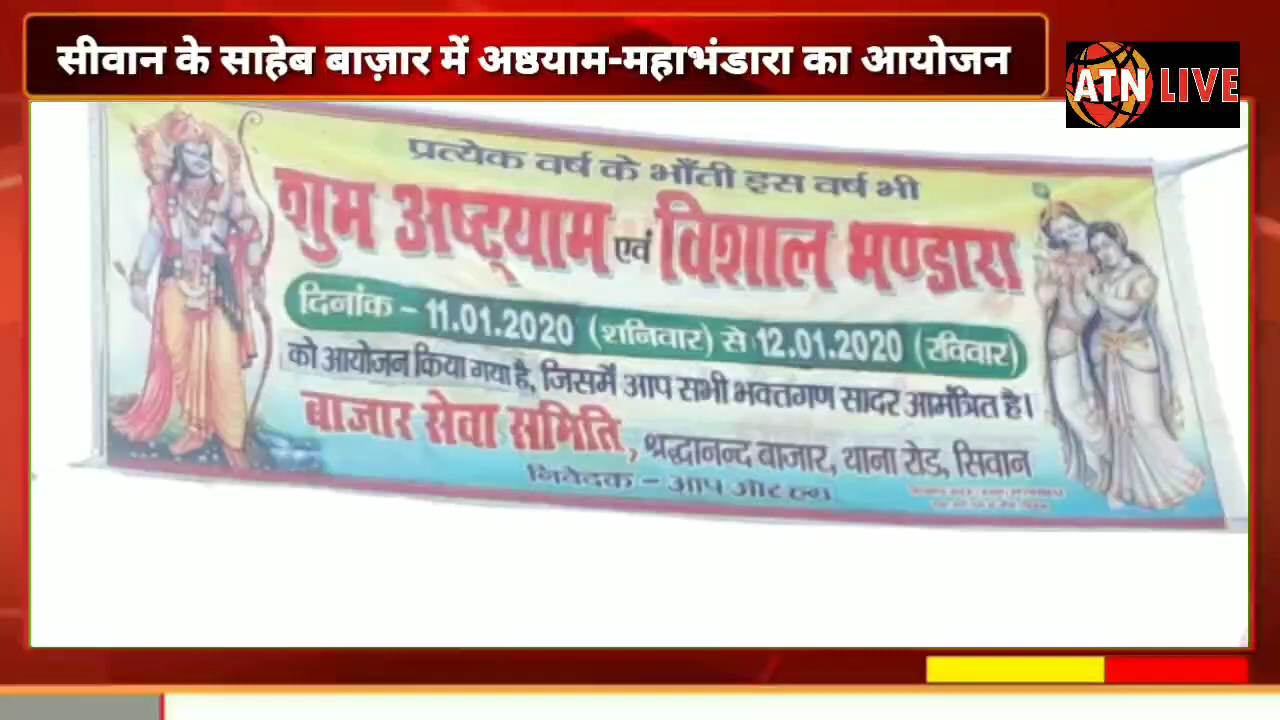 सीवान के साहेब बाज़ार में अष्ठयाम-महाभंडारा का आयोजन
ATN LIVE
प्रत्येक वर्ष के भाँती इस वर्ष भी
शुभ अष्ट्याम एवं विशाल भण्डारा
दिनांक - 11.01.2020 (शनिवार) से 12.01.2020 (रविवार)
को आयोजन किया गया है, जिसमें आप सभी भक्तगण सादर आमंत्रित है।
बाजार सेवा समिति, श्रद्धानन्द बाजार, थाना रोड, सिवान
निवेदक - आप और हम